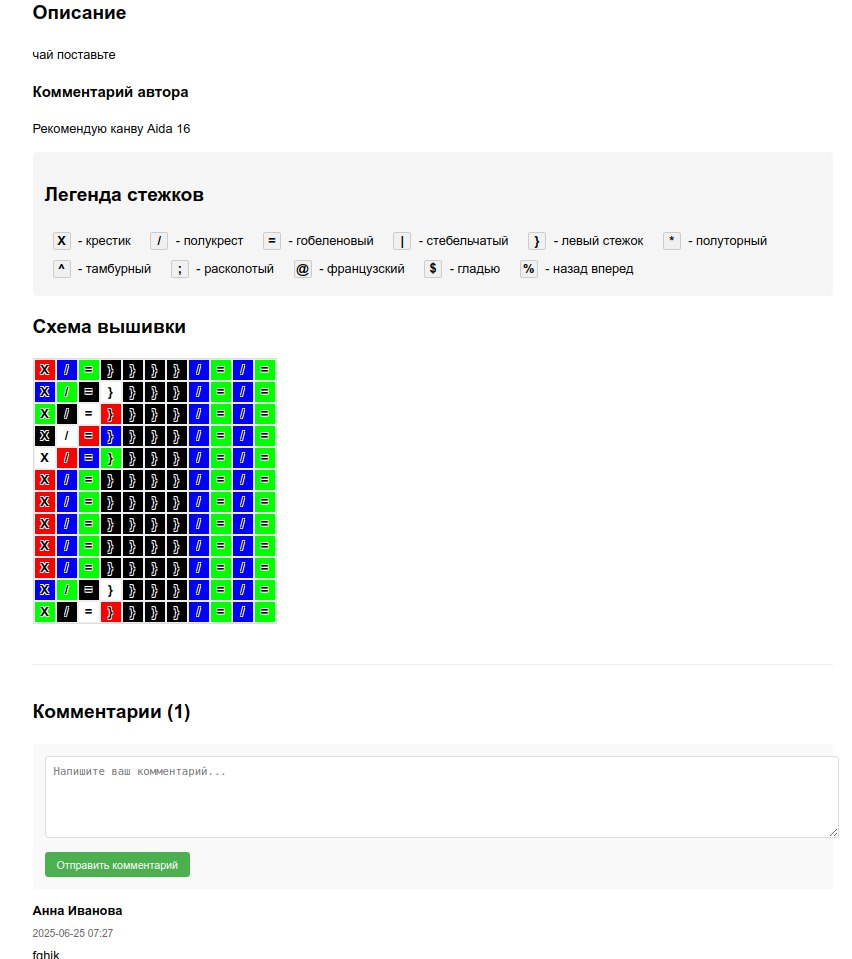 Описание
чай поставьте
Комментарий автора
Рекомендую канву Aida 16
Легенда стежков
X - крестик / - полукрест = - гобеленовый | - стебельчатый } - левый стежок * - полуторный
^ - тамбурный ; - расколотый @ - французский $ - гладью % - назад вперед
Схема вышивки
X / = } } } } / = / =
X / = } } } } / = / =
X / = } } } } / = / =
X / = } } } } / = / =
X / = } } } } / = / =
X / = } } } } / = / =
X / = } } } } / = / =
X / = } } } } / = / =
X / = } } } } / = / =
X / = } } } } / = / =
X / = } } } } / = / =
X / = } } } } / = / =
Комментарии (1)
Напишите ваш комментарий...
Отправить комментарий
Анна Иванова
2025-06-25 07:27
fghjk